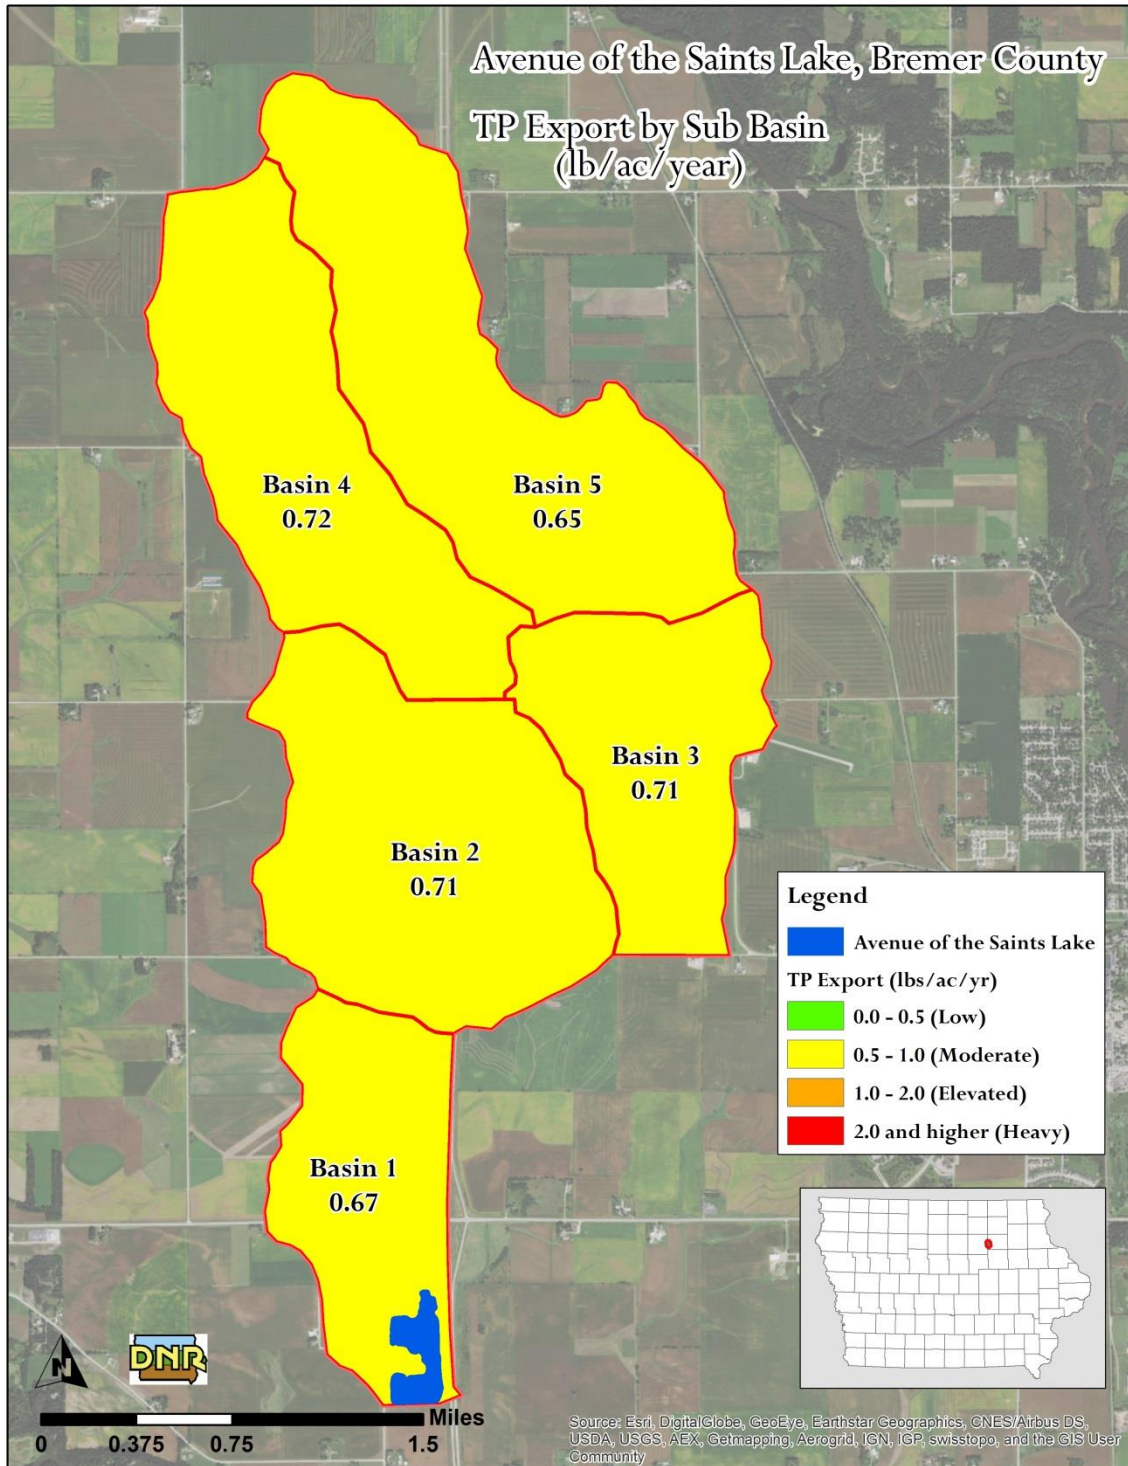 Avenue of the Saints Lake, Bremer County
TP Export by Sub Basin
(lb/ac/year)
Basin 4
0.72
Basin 5
0.65
Basin 3
0.71
Basin 2
0.71
Basin 1
0.67
Legend
Avenue of the Saints Lake
TP Export (lbs/ac/yr)
0.0 - 0.5 (Low)
0.5 - 1.0 (Moderate)
1.0 - 2.0 (Elevated)
2.0 and higher (Heavy)
N
DNR
Miles
0 0.375 0.75 1.5
Source: Esri, DigitalGlobe, GeoEye, Earthstar Geographics, CNES/Airbus DS,
USDA, USGS, AEX, Getmapping, Aerogrid, IGN, IGP, swisstopo, and the GIS User
Community